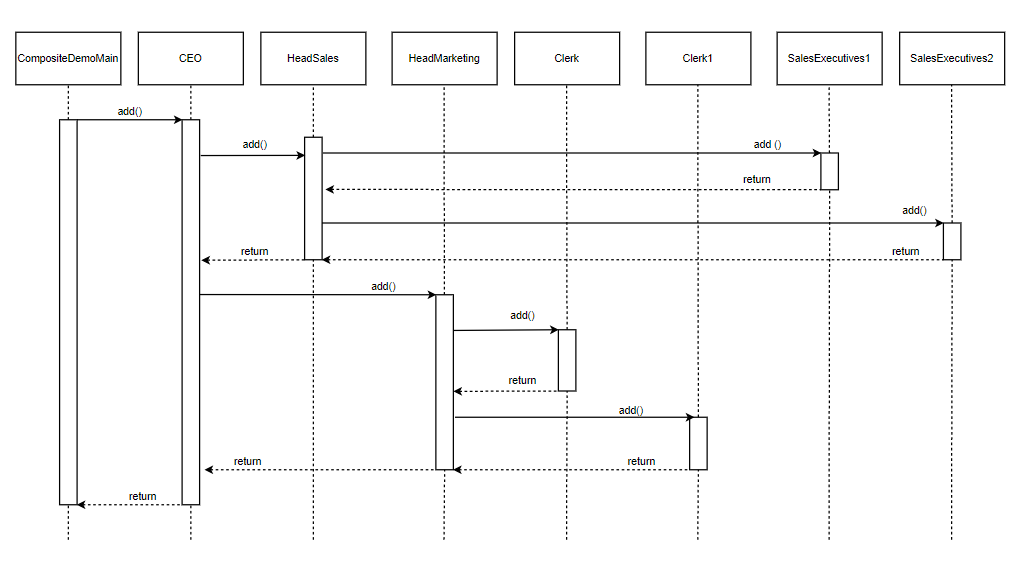 CompositeDemoMain
CEO
HeadSales
HeadMarketing
Clerk
Clerk1
SalesExecutives1
SalesExecutives2
add()
add()
add ()
return
add()
return
return
add()
add()
return
add()
return
return
return